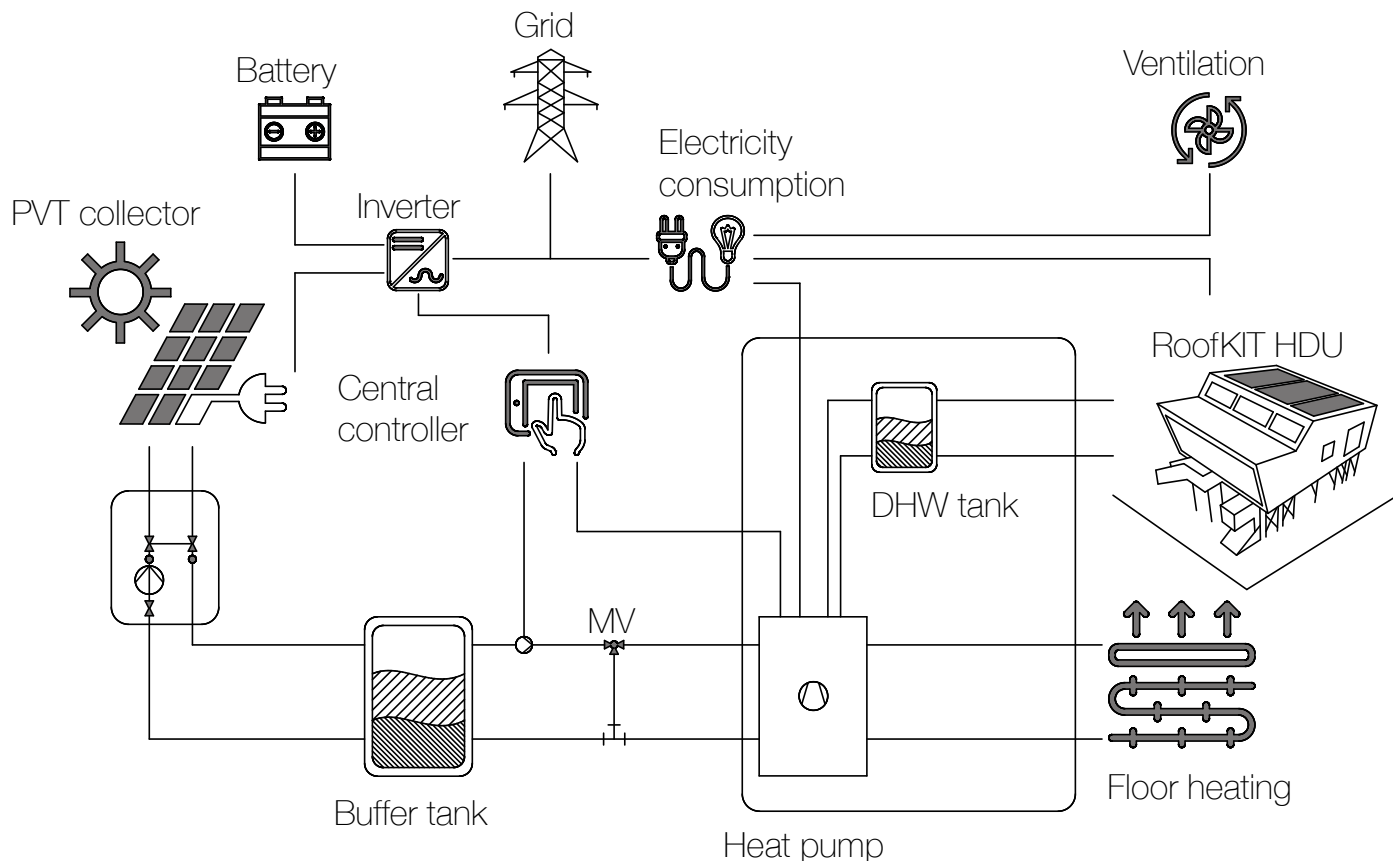 Grid
Battery
Ventilation
Electricity
consumption
PVT collector
Inverter
RoofKIT HDU
Central
controller
DHW tank
MV
Floor heating
Buffer tank
Heat pump